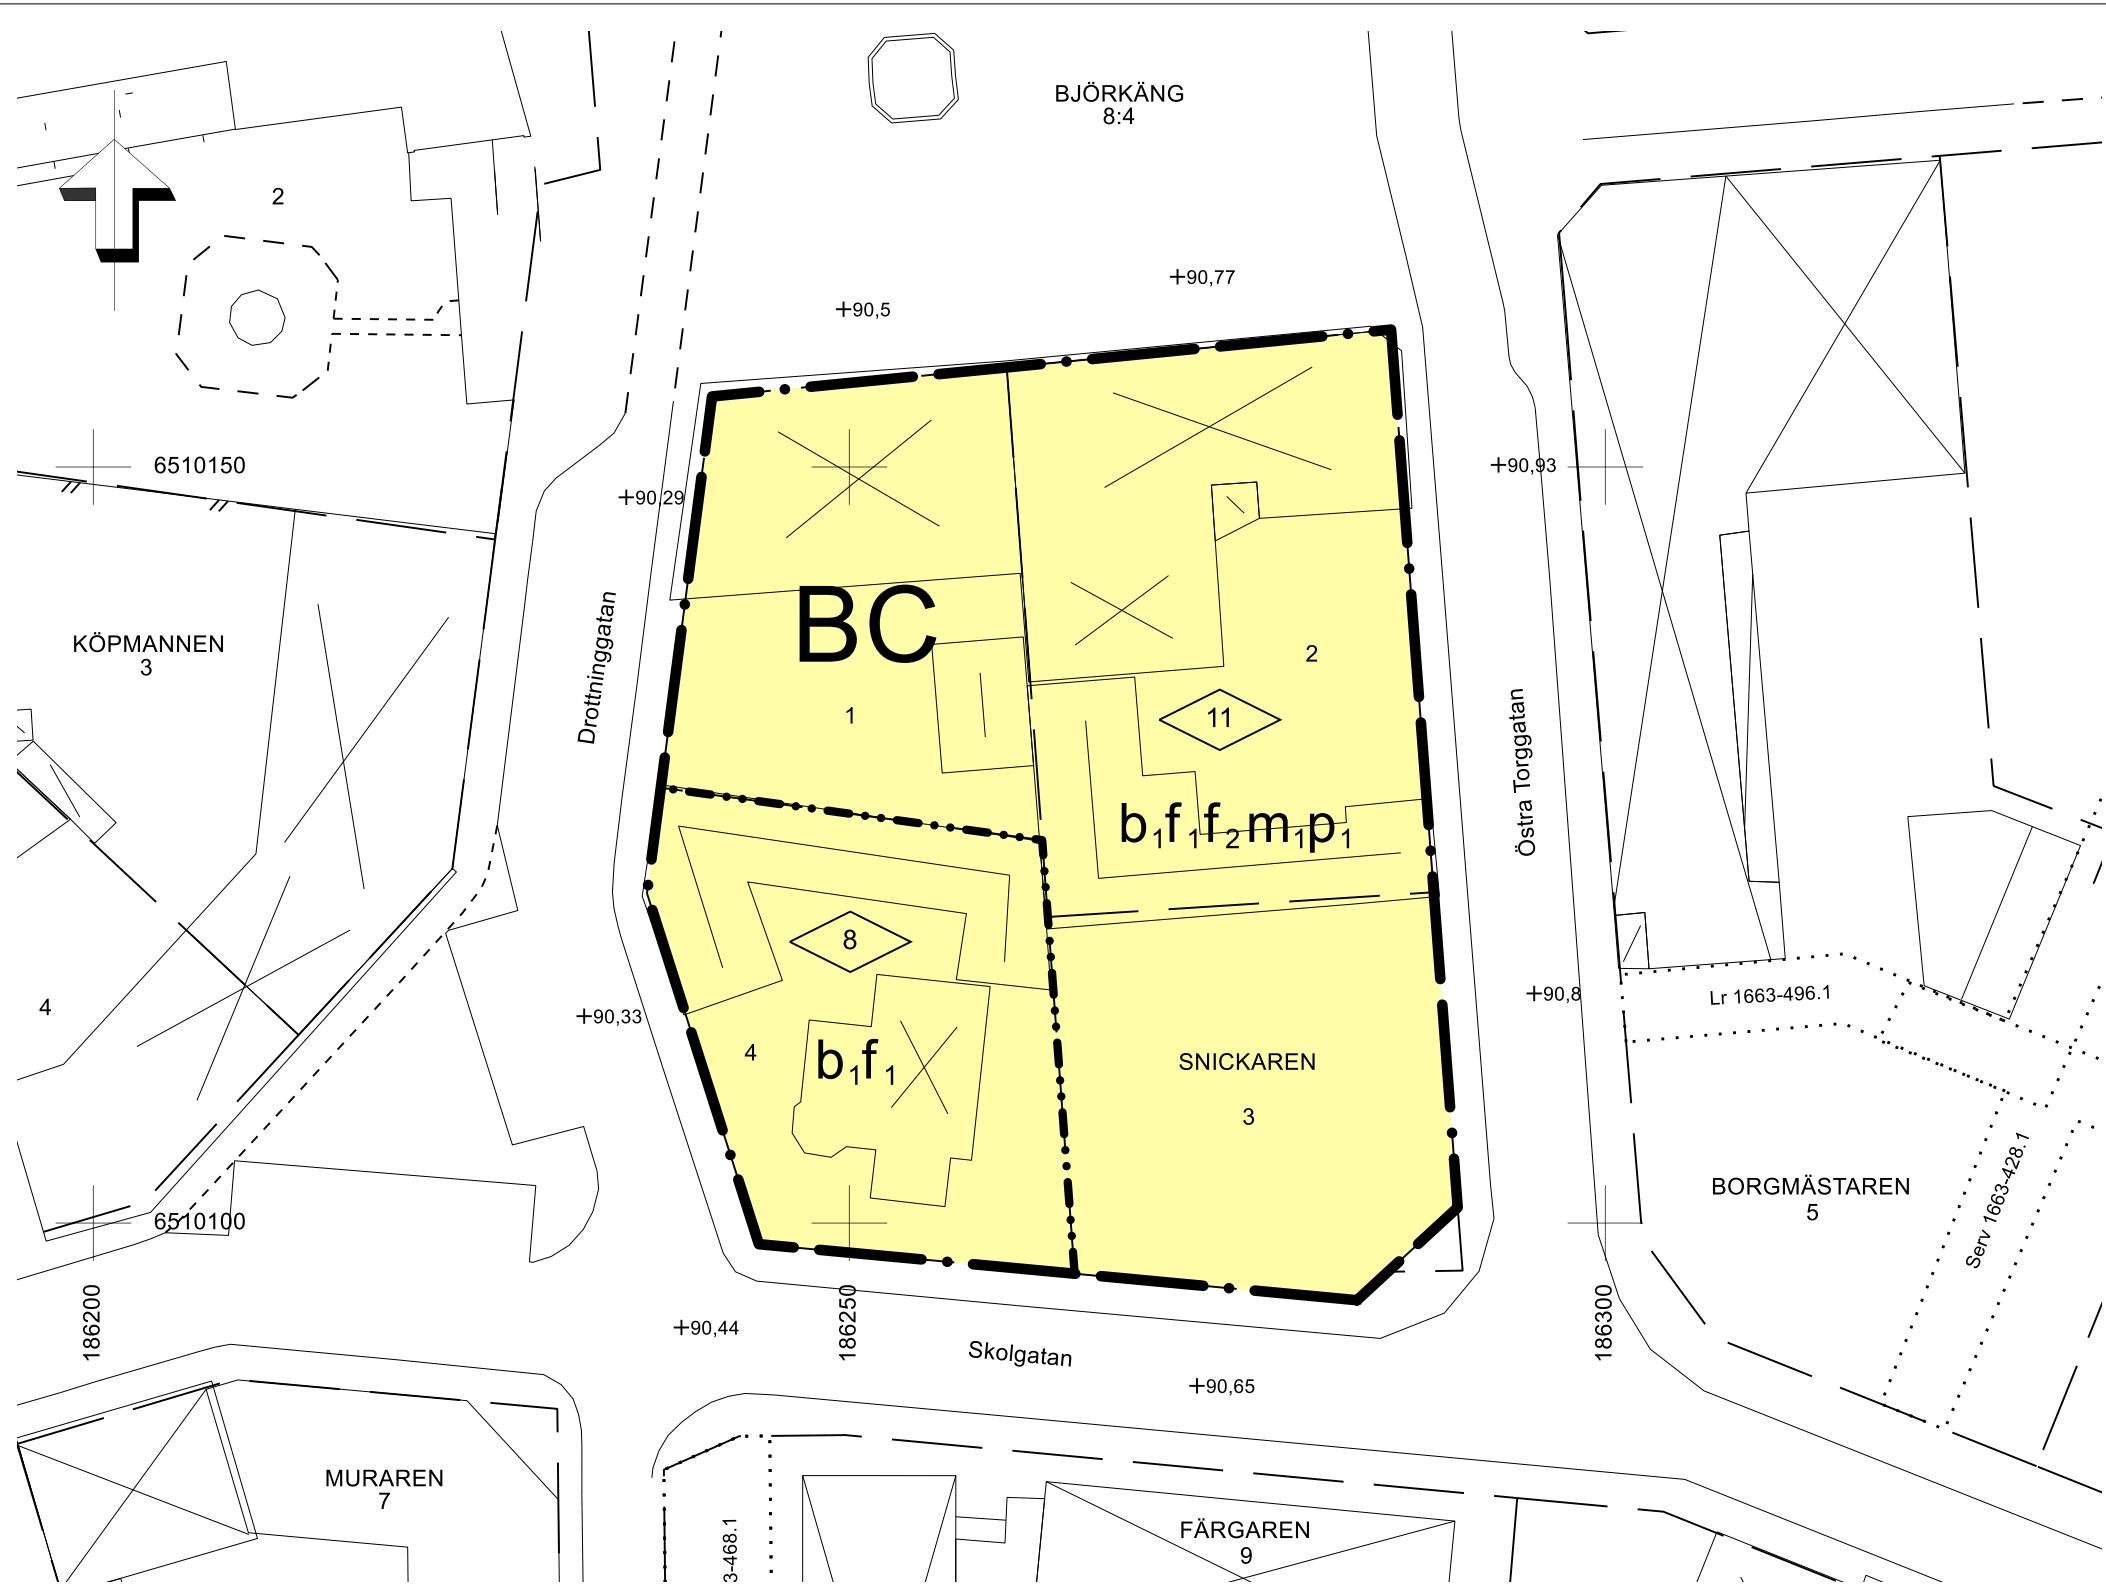 BJÖRKÄNG
8:4
2
+90,77
+90,5
6510150
+90,93
+90,29
Drottninggatan
BC
KÖPMANNEN
3
2
1
11
Östra Torggatan
b₁f₁f₂m₁p₁
8
+90,8
Lr 1663-496.1
4
+90,33
4
b₁f₁
SNICKAREN
3
Serv 1663-428.1
BORGMÄSTAREN
5
6510100
186200
186250
186300
+90,44
Skolgatan
+90,65
MURAREN
7
FÄRGAREN
9
3-468.1